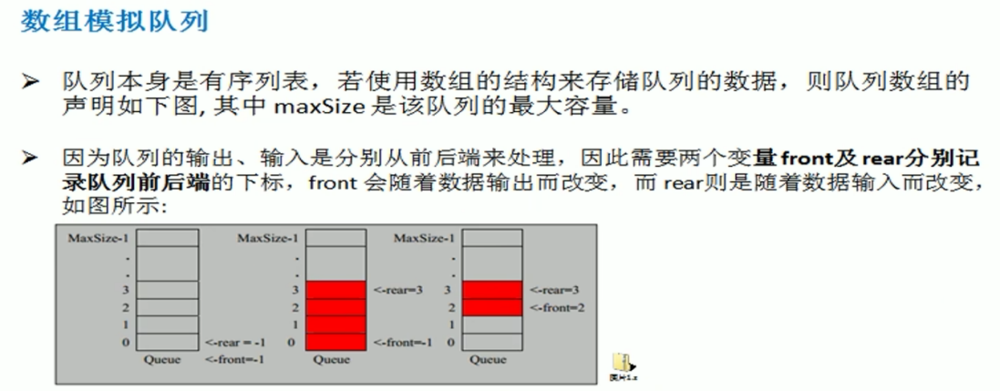 数组模拟队列
➢ 队列本身是有序列表，若使用数组的结构来存储队列的数据，则队列数组的
声明如下图, 其中 maxSize 是该队列的最大容量。
➢ 因为队列的输出、输入是分别从前后端来处理，因此需要两个变量 front及 rear分别记
录队列前后端的下标，front 会随着数据输出而改变，而 rear则是随着数据输入而改变，
如图所示:
MaxSize-1 MaxSize-1 MaxSize-1
. . .
. . .
3 3 <-rear=3 3 <-rear=3
2 2 2 <-front=2
1 1 1
0 <-rear = -1 0 <-front=-1 0
Queue <-front=-1 Queue Queue
图片1.z